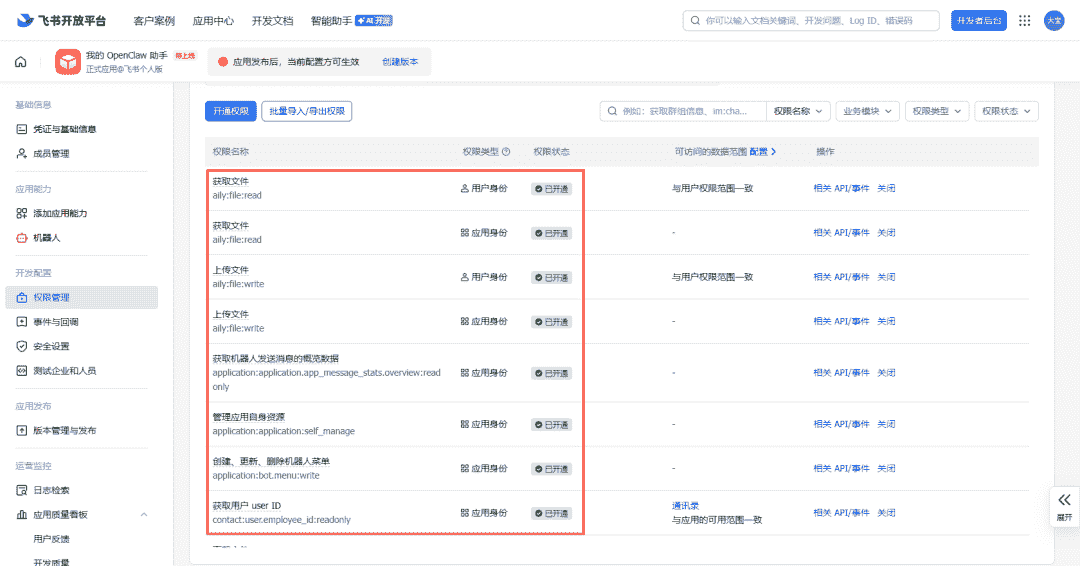 飞书开放平台 客户案例 应用中心 开发文档 智能助手 AI 开发 你可以输入文档关键词、开发问题、Log ID、错误码 开发者后台 大宝
我的 OpenClaw 助手 待上线
正式应用@飞书个人版
应用发布后，当前配置方可生效 创建版本
基础信息
凭证与基础信息
成员管理
应用能力
添加应用能力
机器人
开发配置
权限管理
事件与回调
安全设置
测试企业和人员
应用发布
版本管理与发布
运营监控
日志检索
应用质量看板
用户反馈
开发质量
开通权限 批量导入/导出权限 例如：获取群组信息、im:cha... 权限名称 业务模块 权限类型 权限状态
权限名称 权限类型 权限状态 可访问的数据范围 配置 操作
获取文件 用户身份 已开通 与用户权限范围一致 相关 API/事件 关闭
aily:file:read
获取文件 应用身份 已开通 - 相关 API/事件 关闭
aily:file:read
上传文件 用户身份 已开通 与用户权限范围一致 相关 API/事件 关闭
aily:file:write
上传文件 应用身份 已开通 - 相关 API/事件 关闭
aily:file:write
获取机器人发送消息的概览数据 应用身份 已开通 - 相关 API/事件 关闭
application:application.app_message_stats.overview:read
only
管理应用自身资源 应用身份 已开通 - 相关 API/事件 关闭
application:application:self_manage
创建、更新、删除机器人菜单 应用身份 已开通 - 相关 API/事件 关闭
application:bot.menu:write
获取用户 user ID 应用身份 已开通 通讯录 相关 API/事件 关闭
contact:user.employee_id:readonly 与应用的可用范围一致
展开